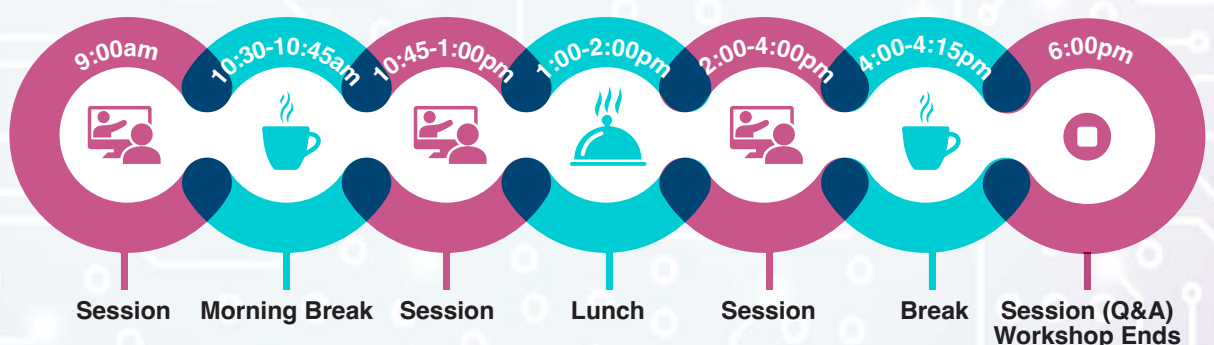 9:00am
10:30-10:45am
10:45-1:00pm
1:00-2:00pm
2:00-4:00pm
4:00-4:15pm
6:00pm
Session
Morning Break
Session
Lunch
Session
Break
Session (Q&A)
Workshop Ends